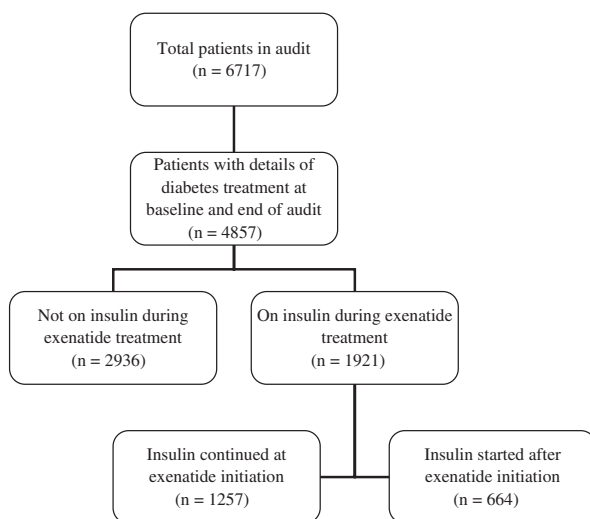 Total patients in audit
(n = 6717)
Patients with details of
diabetes treatment at
baseline and end of audit
(n = 4857)
Not on insulin during
exenatide treatment
(n = 2936)
On insulin during exenatide
treatment
(n = 1921)
Insulin continued at
exenatide initiation
(n = 1257)
Insulin started after
exenatide initiation
(n = 664)